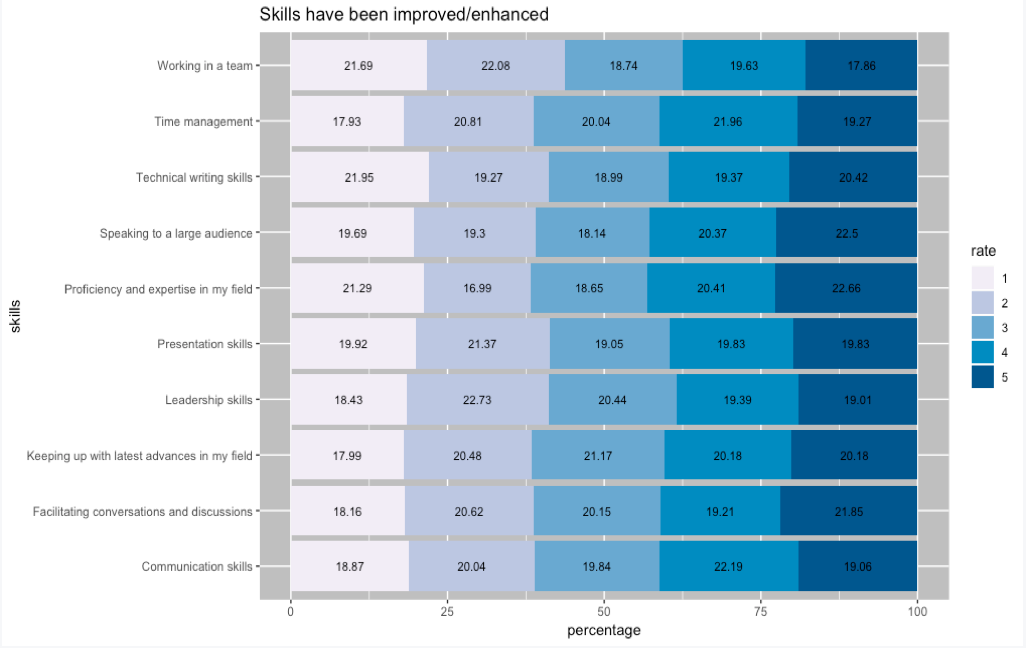 Skills have been improved/enhanced
Working in a team 21.69 22.08 18.74 19.63 17.86
Time management 17.93 20.81 20.04 21.96 19.27
Technical writing skills 21.95 19.27 18.99 19.37 20.42
Speaking to a large audience 19.69 19.3 18.14 20.37 22.5
Proficiency and expertise in my field 21.29 16.99 18.65 20.41 22.66
Presentation skills 19.92 21.37 19.05 19.83 19.83
Leadership skills 18.43 22.73 20.44 19.39 19.01
Keeping up with latest advances in my field 17.99 20.48 21.17 20.18 20.18
Facilitating conversations and discussions 18.16 20.62 20.15 19.21 21.85
Communication skills 18.87 20.04 19.84 22.19 19.06
0 25 50 75 100
percentage
skills
rate
1
2
3
4
5